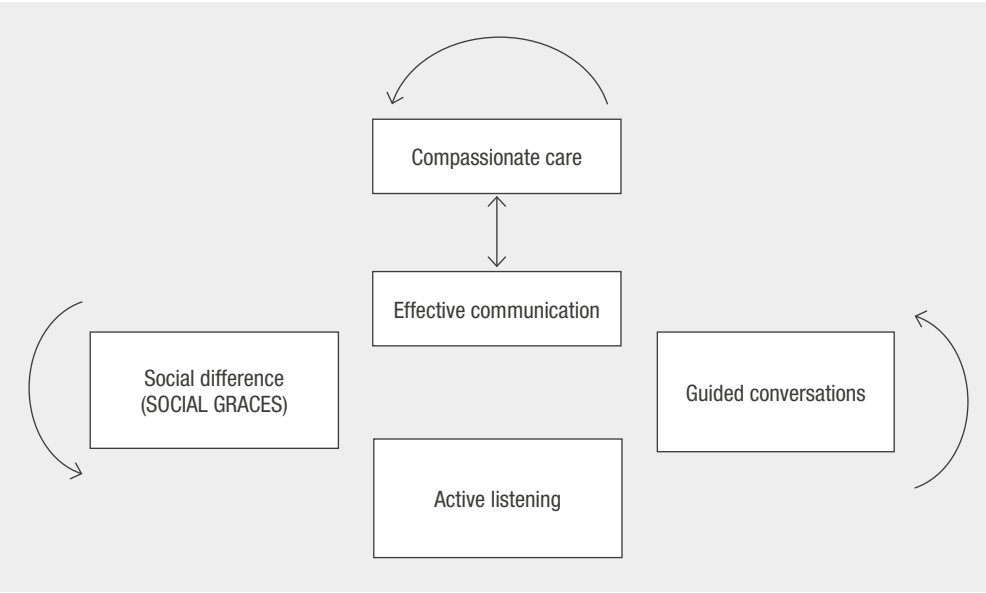 Compassionate care
Effective communication
Social difference
(SOCIAL GRACES)
Guided conversations
Active listening